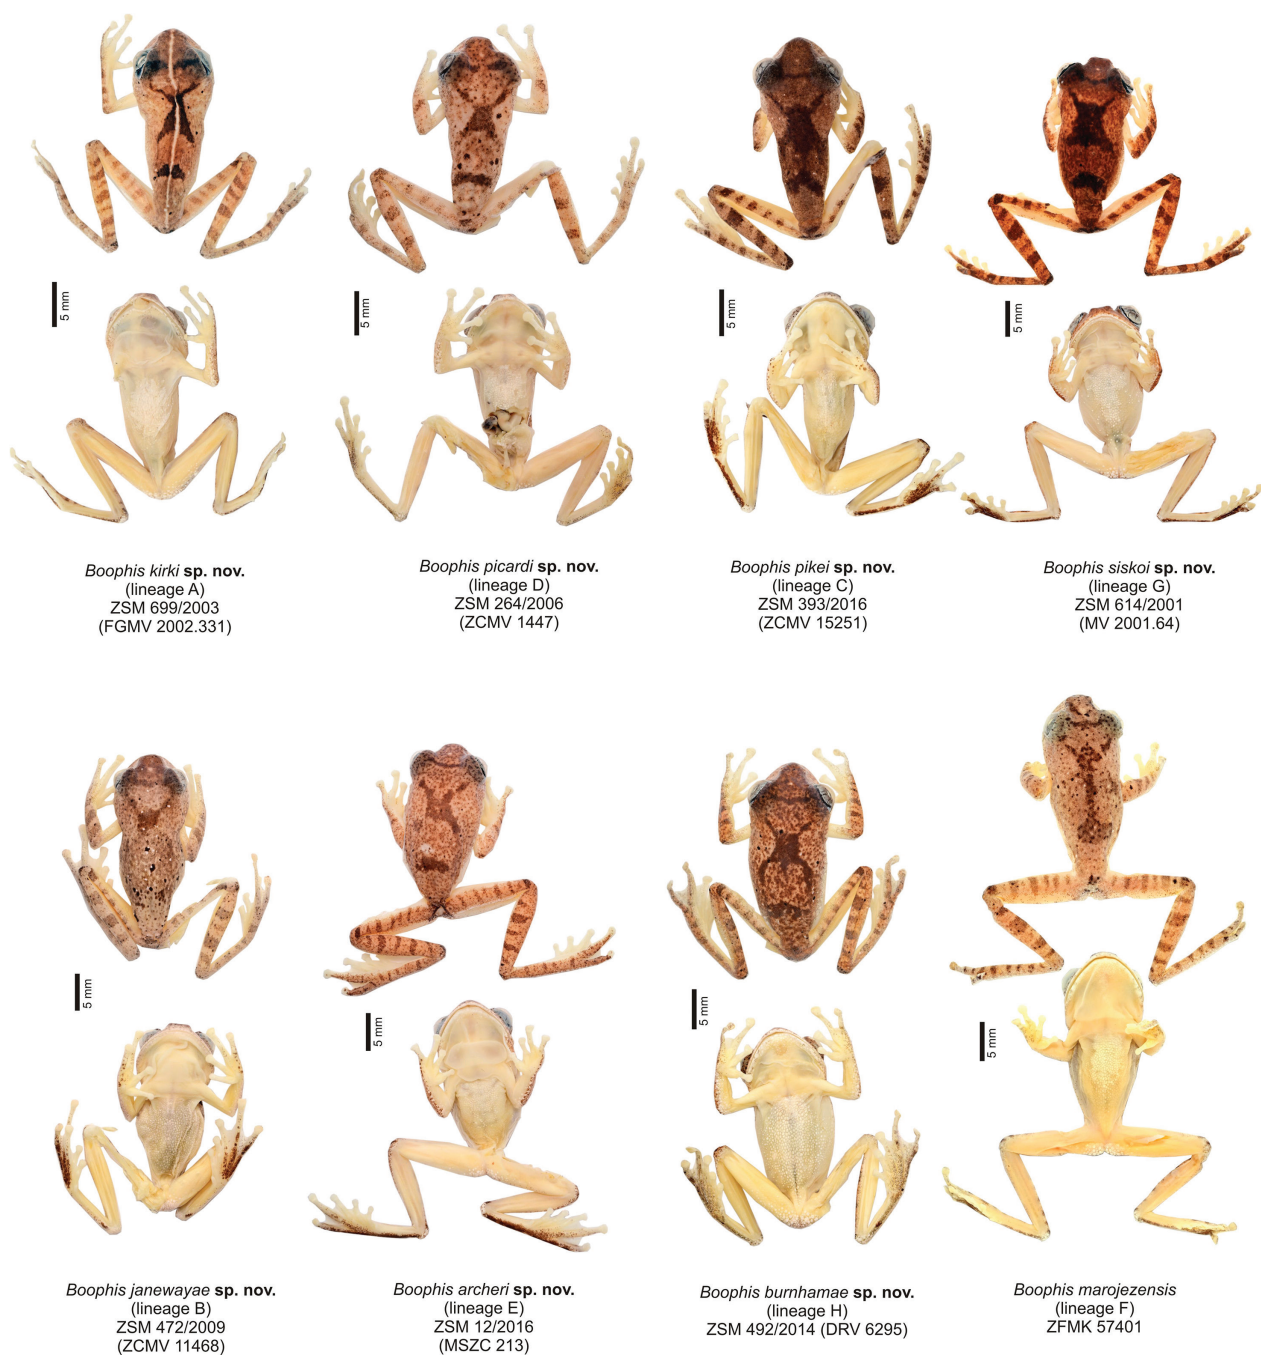 5 mm
5 mm
5 mm
5 mm
Boophis kirki sp. nov.
(lineage A)
ZSM 699/2003
(FGMV 2002.331)
Boophis picardi sp. nov.
(lineage D)
ZSM 264/2006
(ZCMV 1447)
Boophis pikei sp. nov.
(lineage C)
ZSM 393/2016
(ZCMV 15251)
Boophis siskoi sp. nov.
(lineage G)
ZSM 614/2001
(MV 2001.64)
5 mm
5 mm
5 mm
5 mm
Boophis janewayae sp. nov.
(lineage B)
ZSM 472/2009
(ZCMV 11468)
Boophis archeri sp. nov.
(lineage E)
ZSM 12/2016
(MSZC 213)
Boophis burnhamae sp. nov.
(lineage H)
ZSM 492/2014 (DRV 6295)
Boophis marojezensis
(lineage F)
ZFMK 57401